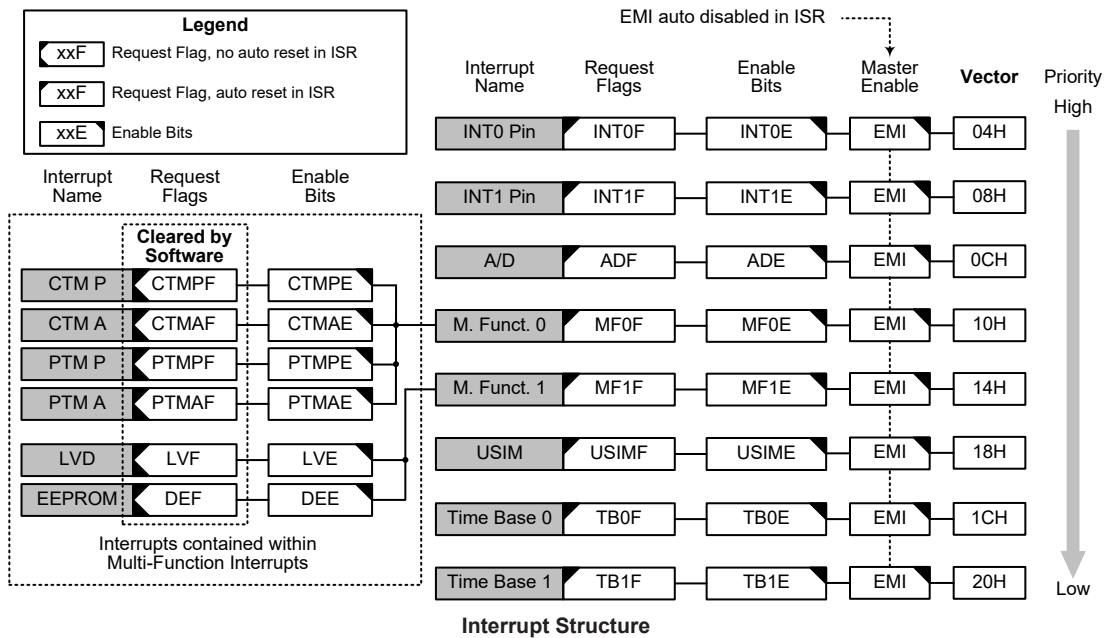 Legend
xxF Request Flag, no auto reset in ISR
xxF Request Flag, auto reset in ISR
xxE Enable Bits
EMI auto disabled in ISR
Interrupt Name Request Flags Enable Bits Master Enable Vector Priority
High
INT0 Pin INT0F INT0E EMI 04H
INT1 Pin INT1F INT1E EMI 08H
A/D ADF ADE EMI 0CH
M. Funct. 0 MF0F MF0E EMI 10H
M. Funct. 1 MF1F MF1E EMI 14H
USIM USIMF USIME EMI 18H
Time Base 0 TB0F TB0E EMI 1CH
Time Base 1 TB1F TB1E EMI 20H
Low
Interrupt Name Request Flags Enable Bits
Cleared by
Software
CTM P CTMPF CTMPE
CTM A CTMAF CTMAE
PTM P PTMPF PTMPE
PTM A PTMAF PTMAE
LVD LVF LVE
EEPROM DEF DEE
Interrupts contained within
Multi-Function Interrupts
Interrupt Structure